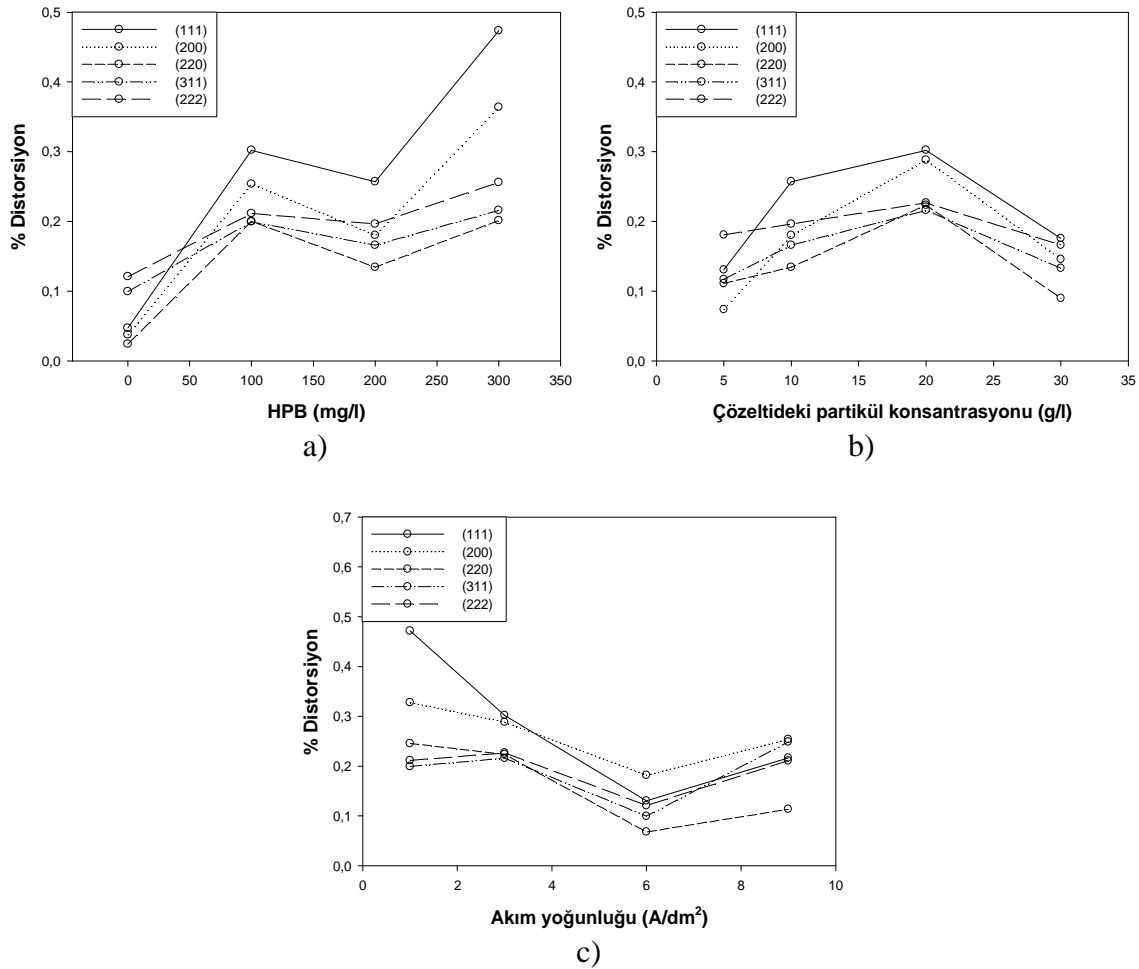 0,5
0,4
0,3
0,2
0,1
0,0
% Distorsiyon
(111)
(200)
(220)
(311)
(222)
0 50 100 150 200 250 300 350
HPB (mg/l)
a)
0,5
0,4
0,3
0,2
0,1
0,0
% Distorsiyon
(111)
(200)
(220)
(311)
(222)
0 5 10 15 20 25 30 35
Çözeltideki partikül konsantrasyonu (g/l)
b)
0,7
0,6
0,5
0,4
0,3
0,2
0,1
0,0
% Distorsiyon
(111)
(200)
(220)
(311)
(222)
0 2 4 6 8 10
Akım yoğunluğu (A/dm²)
c)